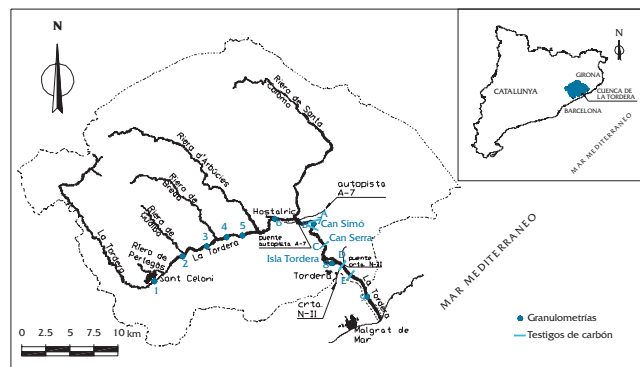 N
Riera de Santa
Coloma
Riera d'Arbúcies
Riera de
Breda
Riera de
Gualba
Riera de
Pertegàs
La Tordera
Sant Celoni
1
2
3
4
5
6
La Tordera
Hostalric
puente
autopista A-7
autopista
A-7
A
Can Simó
Can Serra
C
D
Isla Tordera
8
puente
crta. N-II
Tordera
E
La Tordera
9
crta.
N-II
Malgrat de
Mar
MAR MEDITERRANEO
0 2.5 5 7.5 10 km
Granulometrías
Testigos de carbón
N
GIRONA
CATALUNYA
CUENCA DE
LA TORDERA
BARCELONA
MAR MEDITERRANEO